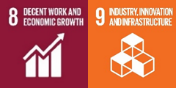 8 DECENT WORK AND
ECONOMIC GROWTH
9 INDUSTRY, INNOVATION
AND INFRASTRUCTURE